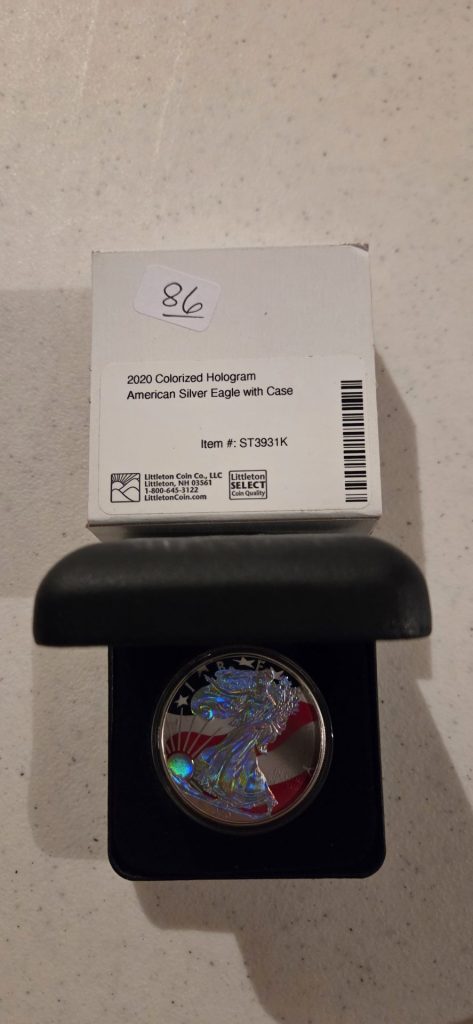 86
2020 Colorized Hologram
American Silver Eagle with Case
Item #: ST3931K
Littleton Coin Co., LLC
Littleton, NH 03561
1-800-645-3122
LittletonCoin.com
Littleton
SELECT
Coin Quality